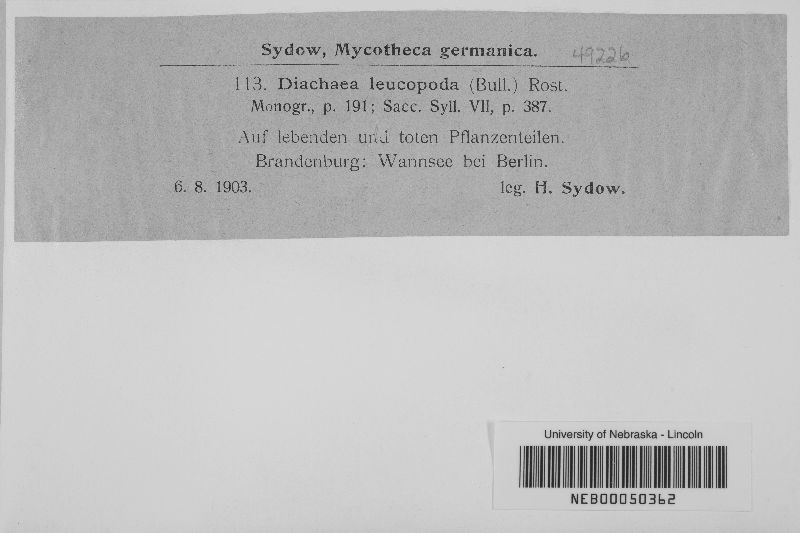 Sydow, Mycotheca germanica. 49226
113. Diachaea leucopoda (Bull.) Rost.
Monogr., p. 191; Sacc. Syll. VII, p. 387.
Auf lebenden und toten Pflanzenteilen.
Brandenburg: Wannsee bei Berlin.
6. 8. 1903. leg. H. Sydow.
University of Nebraska - Lincoln
NEB00050362